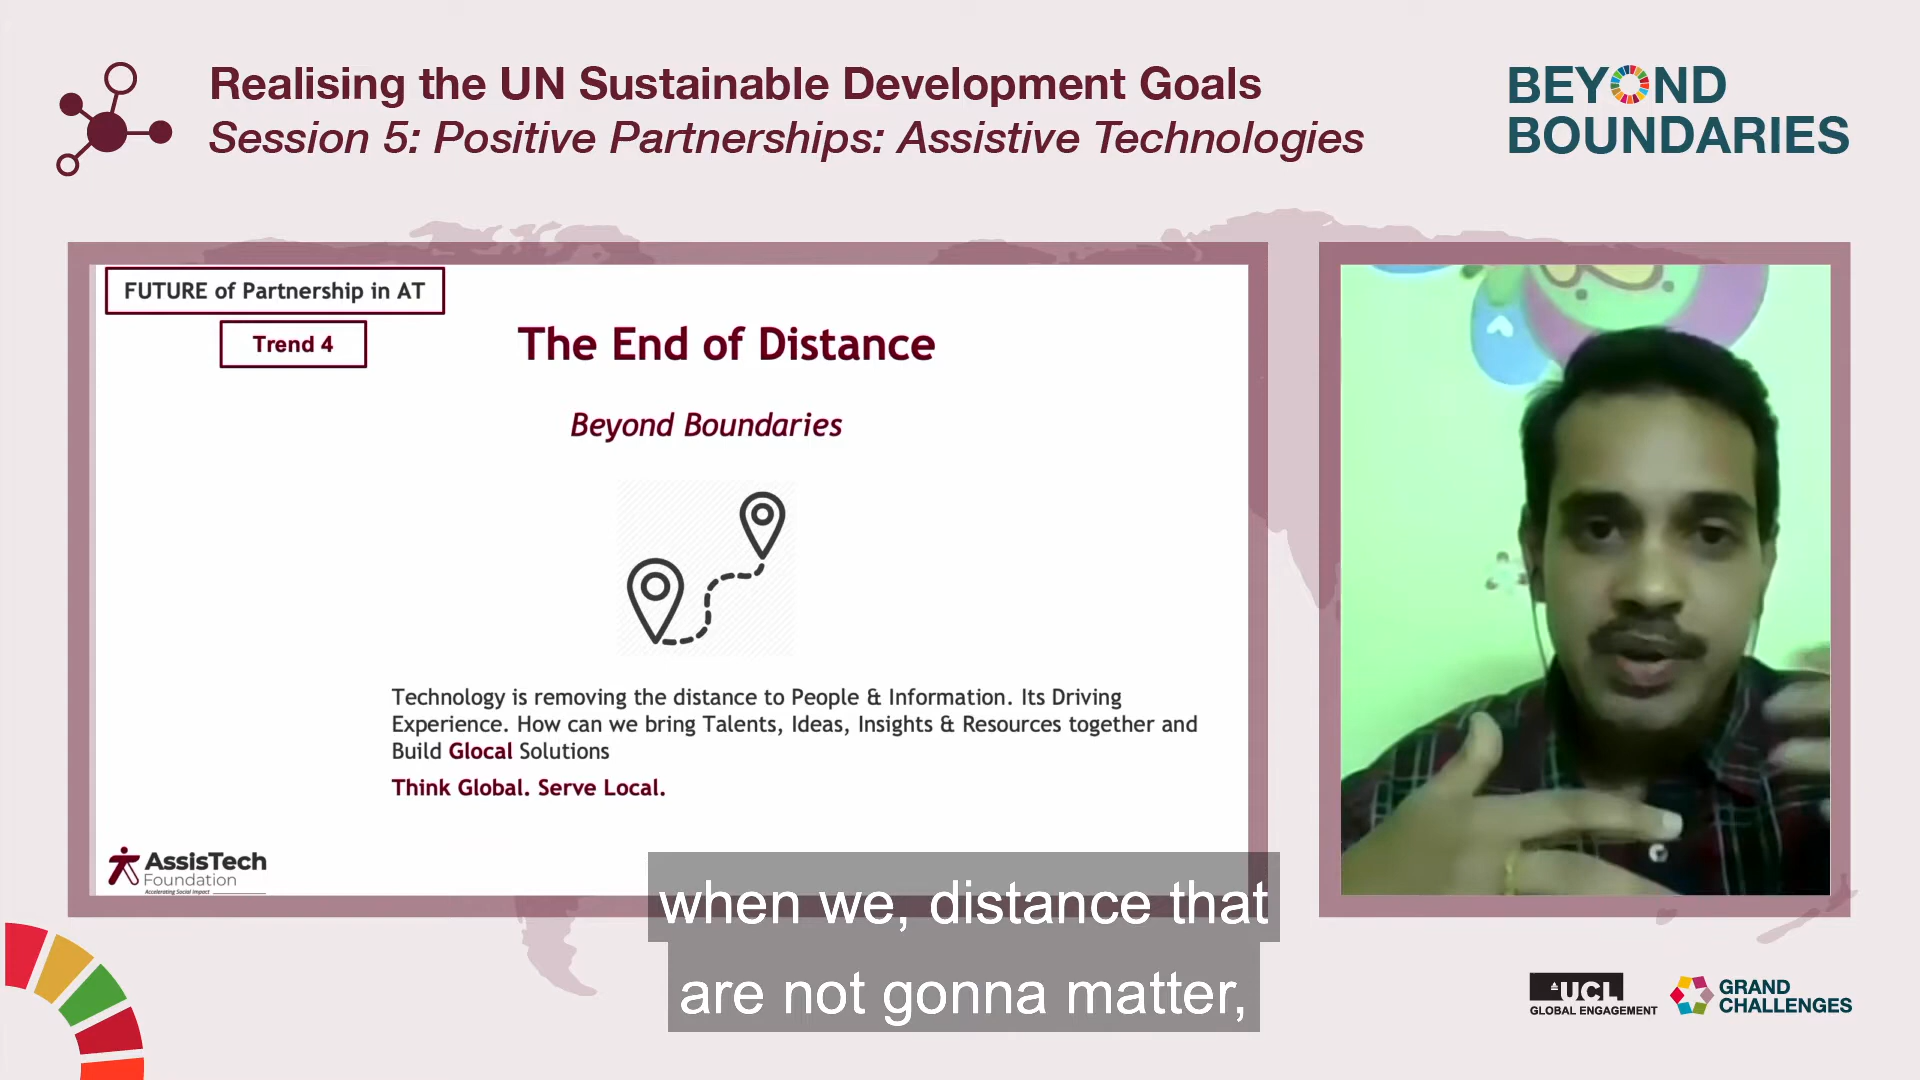 Realising the UN Sustainable Development Goals
Session 5: Positive Partnerships: Assistive Technologies
BEYOND
BOUNDARIES
FUTURE of Partnership in AT
Trend 4
The End of Distance
Beyond Boundaries
Technology is removing the distance to People & Information. Its Driving
Experience. How can we bring Talents, Ideas, Insights & Resources together and
Build Glocal Solutions
Think Global. Serve Local.
AssisTech
Foundation
Accelerating Social Impact
when we, distance that
are not gonna matter,
UCL
GLOBAL ENGAGEMENT
GRAND
CHALLENGES